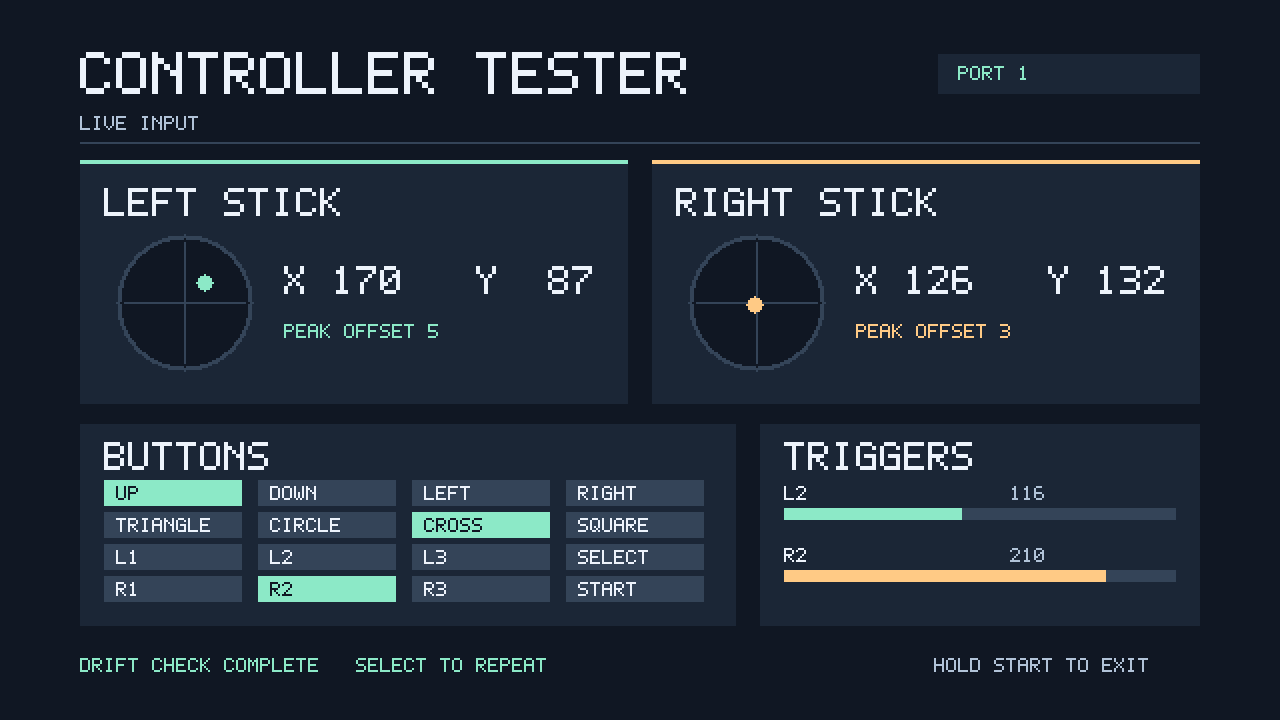 CONTROLLER TESTER
PORT 1
LIVE INPUT
LEFT STICK
X 170 Y 87
PEAK OFFSET 5
RIGHT STICK
X 126 Y 132
PEAK OFFSET 3
BUTTONS
UP DOWN LEFT RIGHT
TRIANGLE CIRCLE CROSS SQUARE
L1 L2 L3 SELECT
R1 R2 R3 START
TRIGGERS
L2 116
R2 210
DRIFT CHECK COMPLETE SELECT TO REPEAT
HOLD START TO EXIT